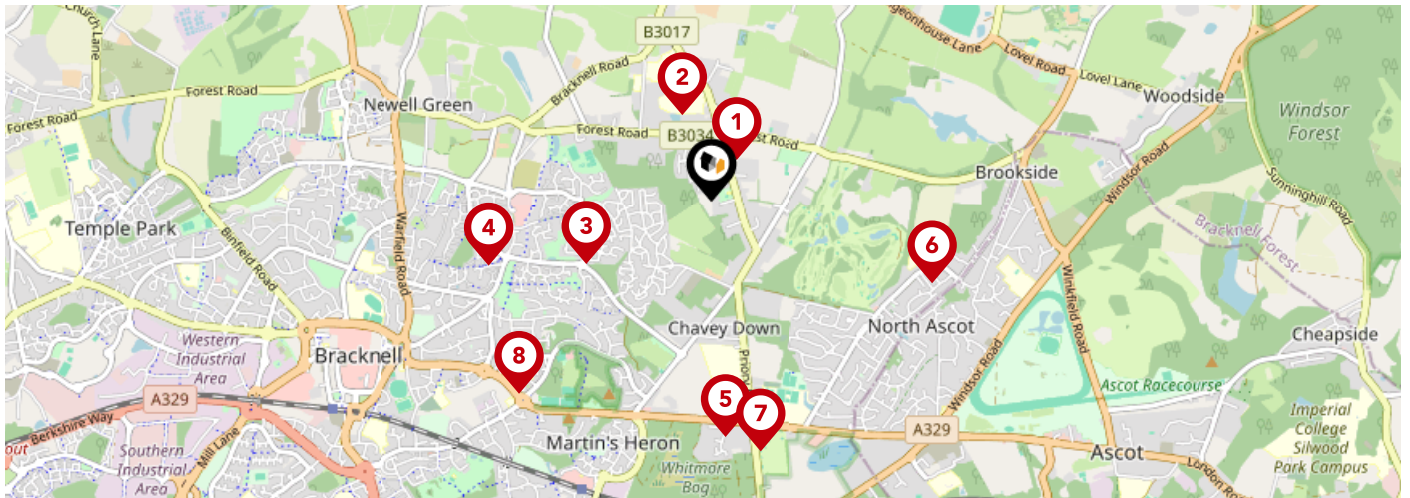 Church Lane
B3017
geonhouse Lane
Lovel Road
Lovel Lane
Woodside
Windsor
Forest
2
Forest Road
Newell Green
Bracknell Road
Forest Road
Forest Road
B3034
1
st Road
Windsor Road
Brookside
Sunninghill Road
Temple Park
Binfield Road
Warfield Road
4
3
6
Bracknell Forest
Winkfield Road
Western
Industrial
Area
Bracknell
8
Chavey Down
North Ascot
Cheapside
Priory
Windsor Road
Ascot Racecourse
A329
5
7
Berkshire Way
out
Mill Lane
Southern
Industrial
Area
Martin's Heron
Whitmore
Bog
A329
Ascot
London Ro
Imperial
College
Silwood
Park Campus